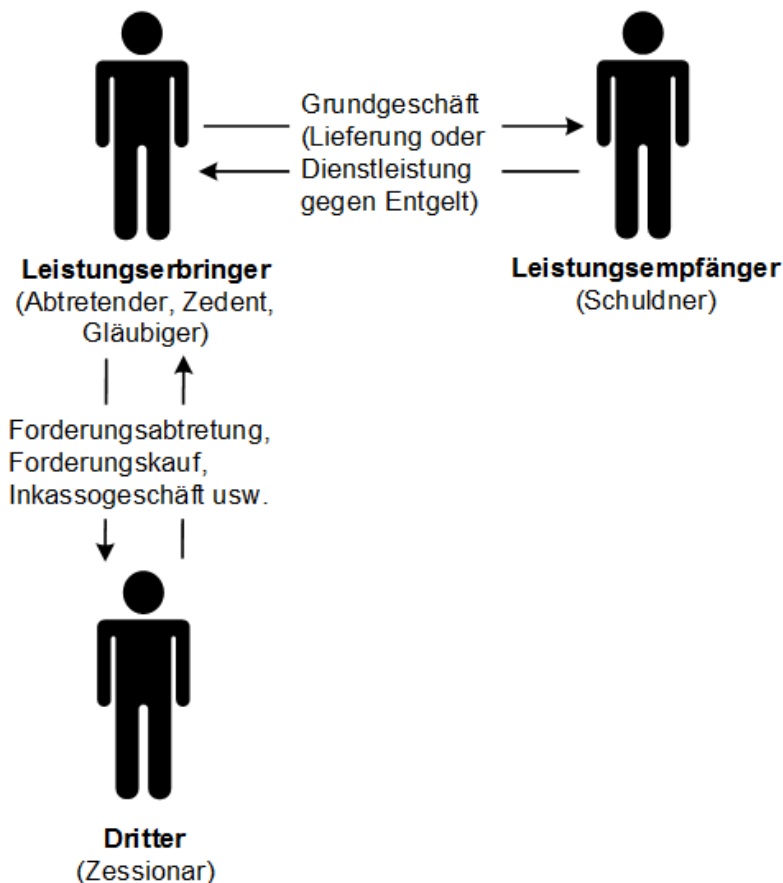 Grundgeschäft
(Lieferung oder
Dienstleistung
gegen Entgelt)
Leistungserbringer
(Abtretender, Zedent,
Gläubiger)
Leistungsempfänger
(Schuldner)
Forderungsabtretung,
Forderungskauf,
Inkassogeschäft usw.
Dritter
(Zessionar)